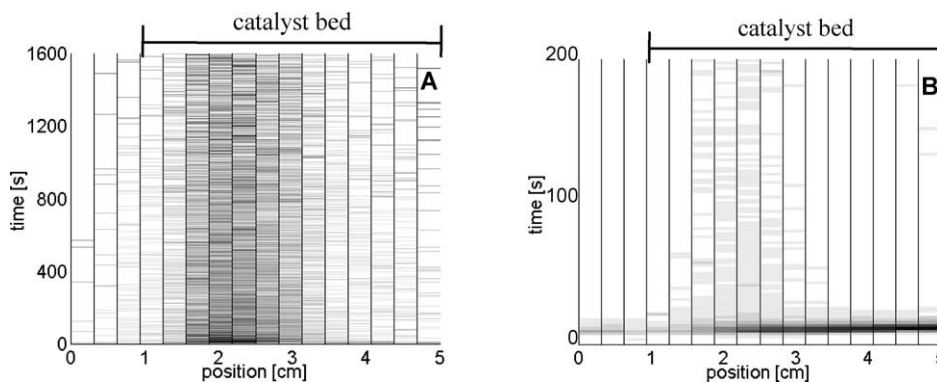 catalyst bed
1600
1200
800
400
0
time [s]
A
0 1 2 3 4 5
position [cm]
catalyst bed
200
100
0
time [s]
B
0 1 2 3 4 5
position [cm]